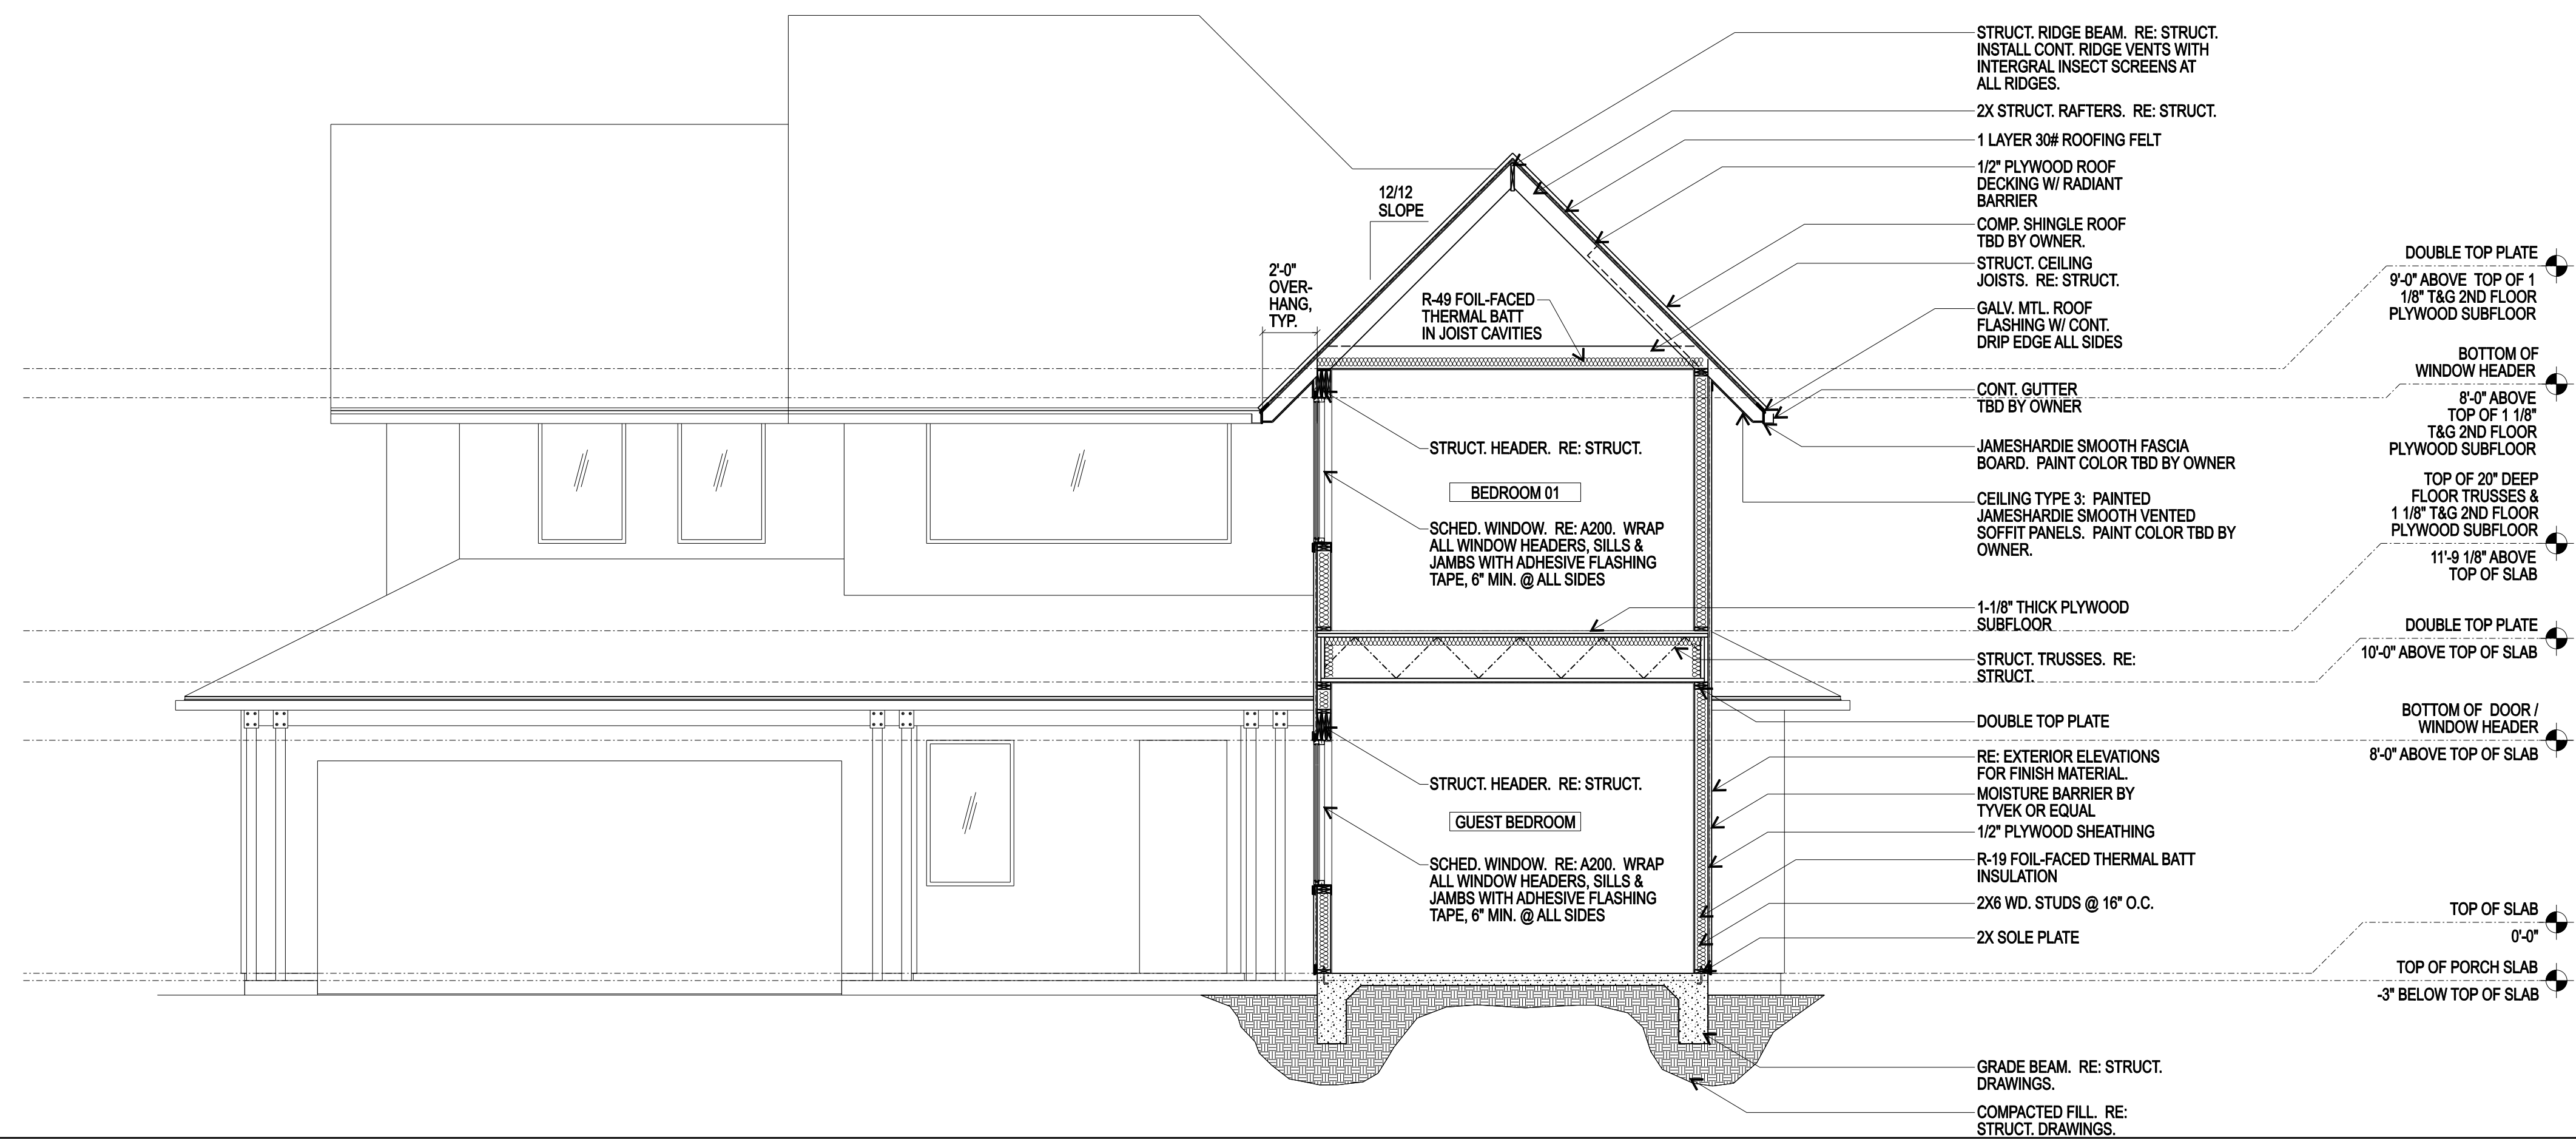 STRUCT. RIDGE BEAM. RE: STRUCT.
INSTALL CONT. RIDGE VENTS WITH
INTERGRAL INSECT SCREENS AT
ALL RIDGES.
2X STRUCT. RAFTERS. RE: STRUCT.
1 LAYER 30# ROOFING FELT
1/2" PLYWOOD ROOF
DECKING W/ RADIANT
BARRIER
COMP. SHINGLE ROOF
TBD BY OWNER.
STRUCT. CEILING
JOISTS. RE: STRUCT.
GALV. MTL. ROOF
FLASHING W/ CONT.
DRIP EDGE ALL SIDES
CONT. GUTTER
TBD BY OWNER
JAMESHARDIE SMOOTH FASCIA
BOARD. PAINT COLOR TBD BY OWNER
CEILING TYPE 3: PAINTED
JAMESHARDIE SMOOTH VENTED
SOFFIT PANELS. PAINT COLOR TBD BY
OWNER.
1-1/8" THICK PLYWOOD
SUBFLOOR
STRUCT. TRUSSES. RE:
STRUCT.
DOUBLE TOP PLATE
RE: EXTERIOR ELEVATIONS
FOR FINISH MATERIAL.
MOISTURE BARRIER BY
TYVEK OR EQUAL
1/2" PLYWOOD SHEATHING
R-19 FOIL-FACED THERMAL BATT
INSULATION
2X6 WD. STUDS @ 16" O.C.
2X SOLE PLATE
GRADE BEAM. RE: STRUCT.
DRAWINGS.
COMPACTED FILL. RE:
STRUCT. DRAWINGS.
12/12
SLOPE
2'-0"
OVER-
HANG,
TYP.
R-49 FOIL-FACED
THERMAL BATT
IN JOIST CAVITIES
STRUCT. HEADER. RE: STRUCT.
BEDROOM 01
SCHED. WINDOW. RE: A200. WRAP
ALL WINDOW HEADERS, SILLS &
JAMBS WITH ADHESIVE FLASHING
TAPE, 6" MIN. @ ALL SIDES
STRUCT. HEADER. RE: STRUCT.
GUEST BEDROOM
SCHED. WINDOW. RE: A200. WRAP
ALL WINDOW HEADERS, SILLS &
JAMBS WITH ADHESIVE FLASHING
TAPE, 6" MIN. @ ALL SIDES
DOUBLE TOP PLATE
9'-0" ABOVE TOP OF 1
1/8" T&G 2ND FLOOR
PLYWOOD SUBFLOOR
BOTTOM OF
WINDOW HEADER
8'-0" ABOVE
TOP OF 1 1/8"
T&G 2ND FLOOR
PLYWOOD SUBFLOOR
TOP OF 20" DEEP
FLOOR TRUSSES &
1 1/8" T&G 2ND FLOOR
PLYWOOD SUBFLOOR
11'-9 1/8" ABOVE
TOP OF SLAB
DOUBLE TOP PLATE
10'-0" ABOVE TOP OF SLAB
BOTTOM OF DOOR /
WINDOW HEADER
8'-0" ABOVE TOP OF SLAB
TOP OF SLAB
0'-0"
TOP OF PORCH SLAB
-3" BELOW TOP OF SLAB